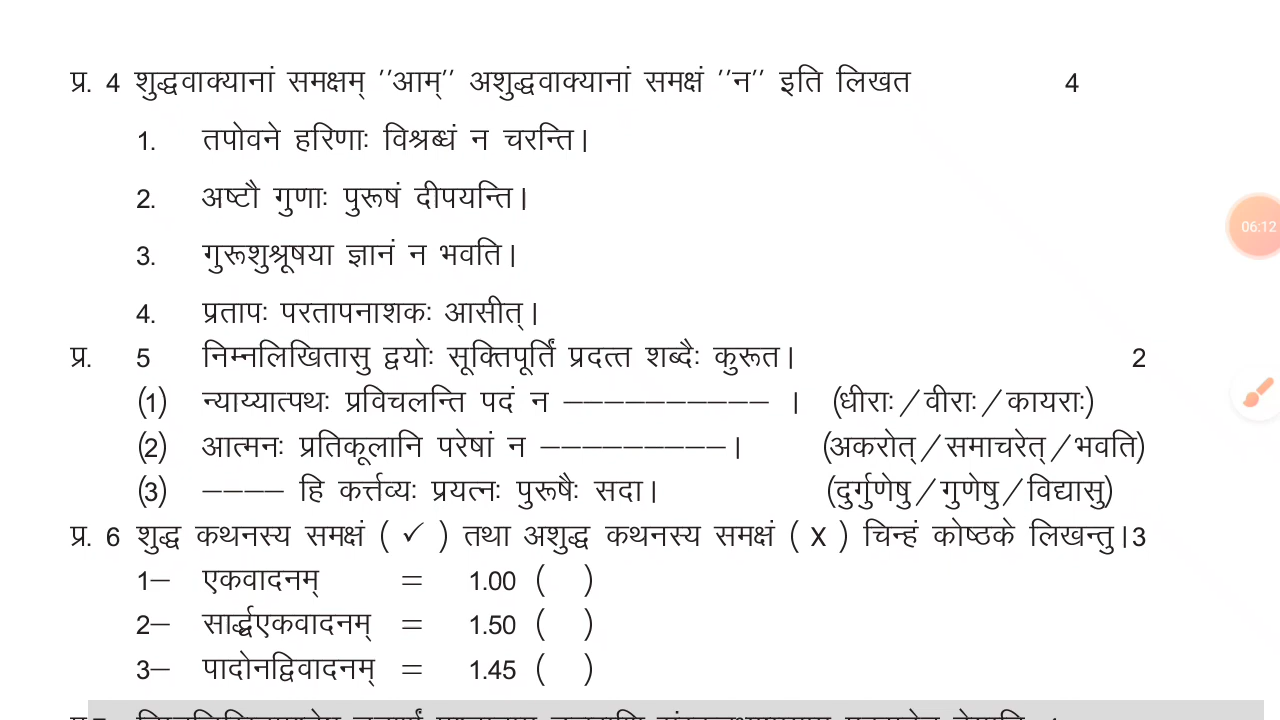 प्र. 4 शुद्धवाक्यानां समक्षम् ’’आम्’’ अशुद्धवाक्यानां समक्षं ’’न’’ इति लिखत 4
1. तपोवने हरिणाः विश्रब्धं न चरन्ति।
2. अष्टौ गुणाः पुरूषं दीपयन्ति।
3. गुरूशुश्रूषया ज्ञानं न भवति।
4. प्रतापः परतापनाशकः आसीत्।
प्र. 5 निम्नलिखितासु द्वयोः सूक्तिपूर्तिं प्रदत्त शब्दैः कुरूत। 2
(1) न्याय्यात्पथः प्रविचलन्ति पदं न –––––––––– । (धीराः/वीराः/कायराः)
(2) आत्मनः प्रतिकूलानि परेषां न –––––––––। (अकरोत्/समाचरेत्/भवति)
(3) –––– हि कर्त्तव्यः प्रयत्नः पुरूषैः सदा। (दुर्गुणेषु/गुणेषु/विद्यासु)
प्र. 6 शुद्ध कथनस्य समक्षं ( ✓ ) तथा अशुद्ध कथनस्य समक्षं ( X ) चिन्हं कोष्ठके लिखन्तु।3
1– एकवादनम् = 1.00 ( )
2– सार्द्धएकवादनम् = 1.50 ( )
3– पादोनद्विवादनम् = 1.45 ( )
06:12